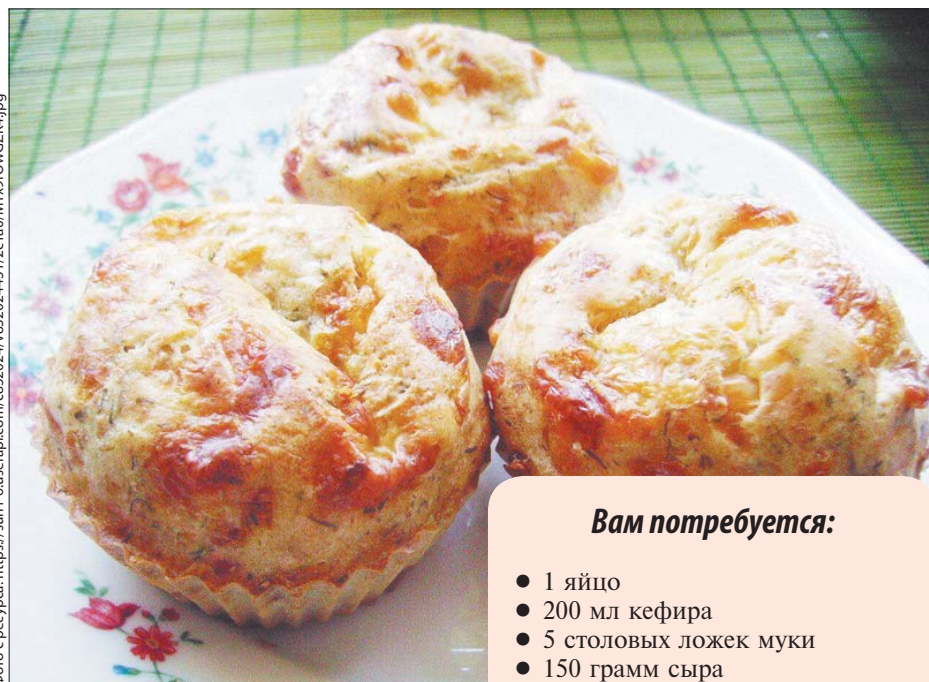 Вам потребуется:
● 1 яйцо
● 200 мл кефира
● 5 столовых ложек муки
● 150 грамм сыра